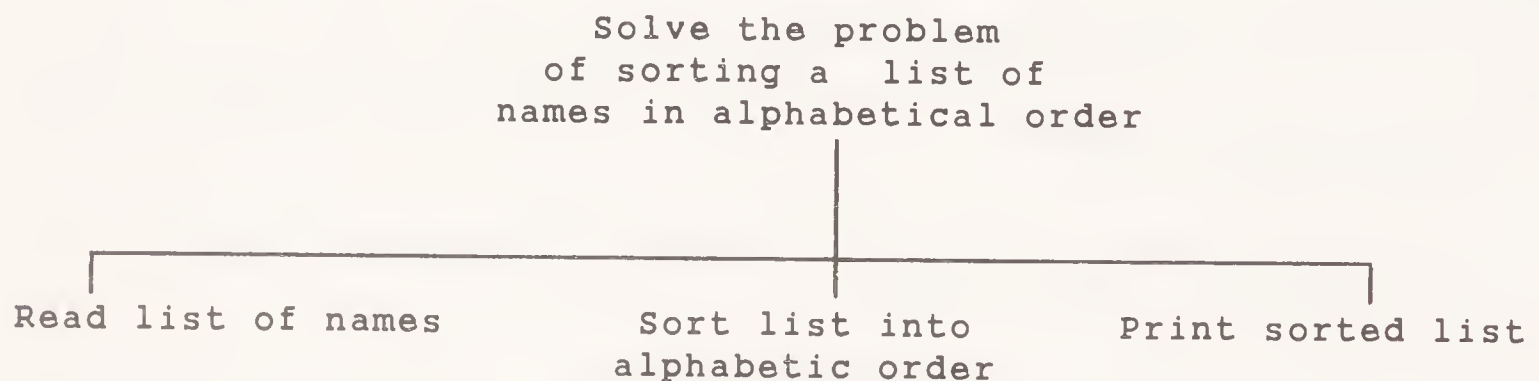 Solve the problem
of sorting a list of
names in alphabetical order
Read list of names
Sort list into
alphabetic order
Print sorted list